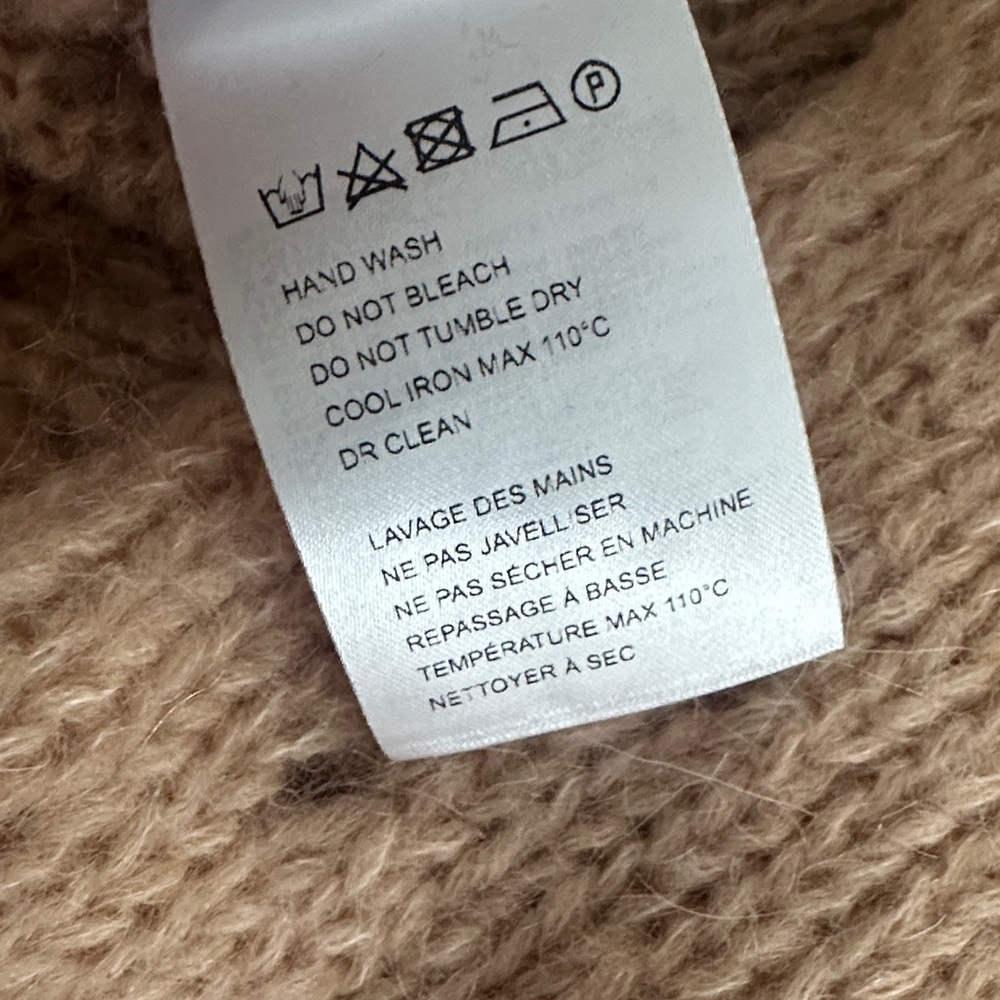 P
HAND WASH
DO NOT BLEACH
DO NOT TUMBLE DRY
COOL IRON MAX 110°C
DR CLEAN
LAVAGE DES MAINS
NE PAS JAVELLISER
NE PAS SÉCHER EN MACHINE
REPASSAGE À BASSE
TEMPÉRATURE MAX 110°C
NETTOYER À SEC